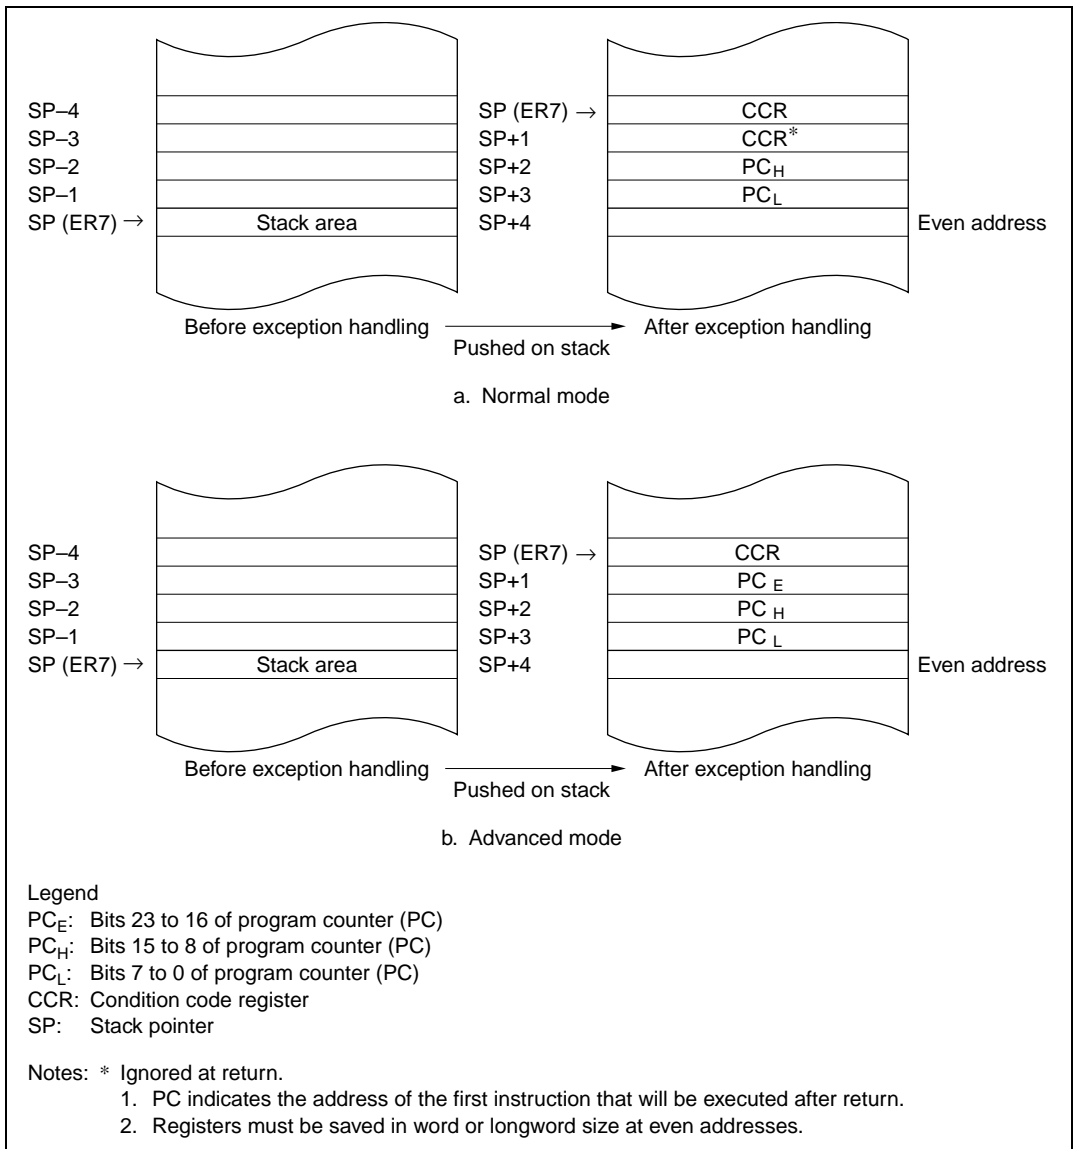 SP–4 SP (ER7) → CCR
SP–3 SP+1 CCR*
SP–2 SP+2 PCH
SP–1 SP+3 PCL
SP (ER7) → Stack area SP+4 Even address
Before exception handling After exception handling
Pushed on stack
a. Normal mode
SP–4 SP (ER7) → CCR
SP–3 SP+1 PC E
SP–2 SP+2 PC H
SP–1 SP+3 PC L
SP (ER7) → Stack area SP+4 Even address
Before exception handling After exception handling
Pushed on stack
b. Advanced mode
Legend
PCE: Bits 23 to 16 of program counter (PC)
PCH: Bits 15 to 8 of program counter (PC)
PCL: Bits 7 to 0 of program counter (PC)
CCR: Condition code register
SP: Stack pointer
Notes: * Ignored at return.
1. PC indicates the address of the first instruction that will be executed after return.
2. Registers must be saved in word or longword size at even addresses.